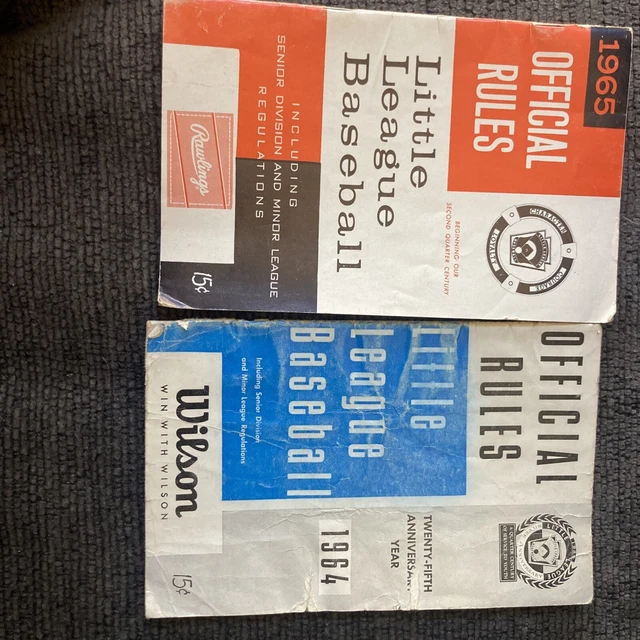 1965
OFFICIAL
RULES
Little
League
Baseball
BEGINNING OUR
SECOND QUARTER CENTURY
CHARACTER
COURAGE
LOYALTY
INCLUDING
SENIOR DIVISION AND MINOR LEAGUE
REGULATIONS
Rawlings
15¢
OFFICIAL
RULES
Little
League
Baseball
Including Senior Division
and Minor League Regulations
TWENTY-FIFTH
ANNIVERSARY
YEAR
1964
Wilson
WIN WITH WILSON
15¢